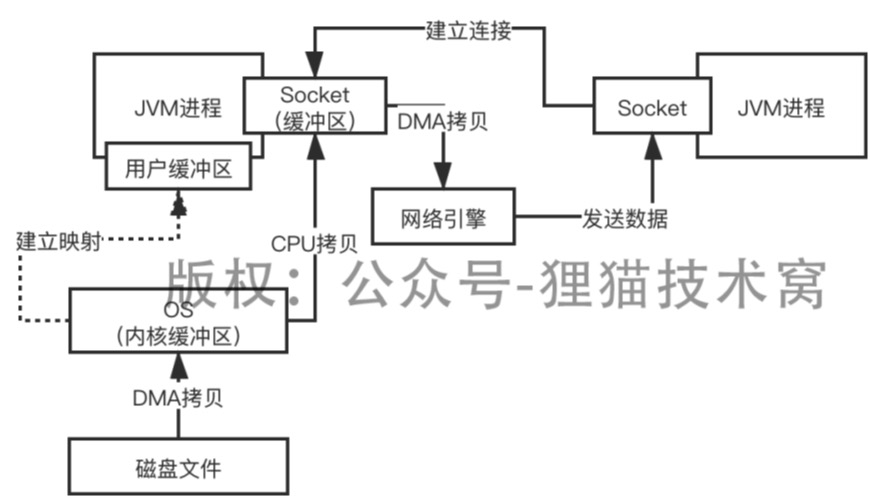 建立连接
JVM进程
Socket
（缓冲区）
DMA拷贝
Socket
JVM进程
用户缓冲区
网络引擎
发送数据
建立映射
CPU拷贝
版权：公众号-狸猫技术窝
OS
（内核缓冲区）
DMA拷贝
磁盘文件